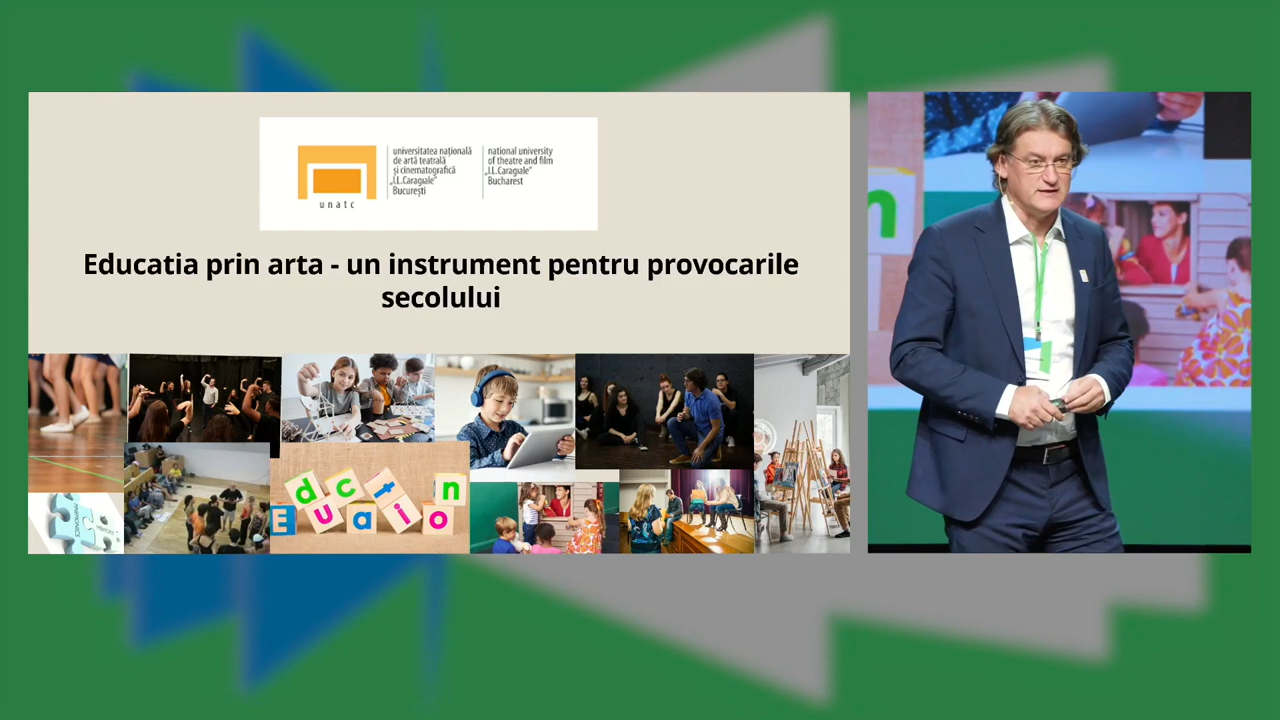 universitatea națională
de artă teatrală
și cinematografică
„I.L.Caragiale"
București
national university
of theatre and film
„I.L.Caragiale"
Bucharest
unatc
Educatia prin arta - un instrument pentru provocarile
secolului
d c t n
E u a i o
n